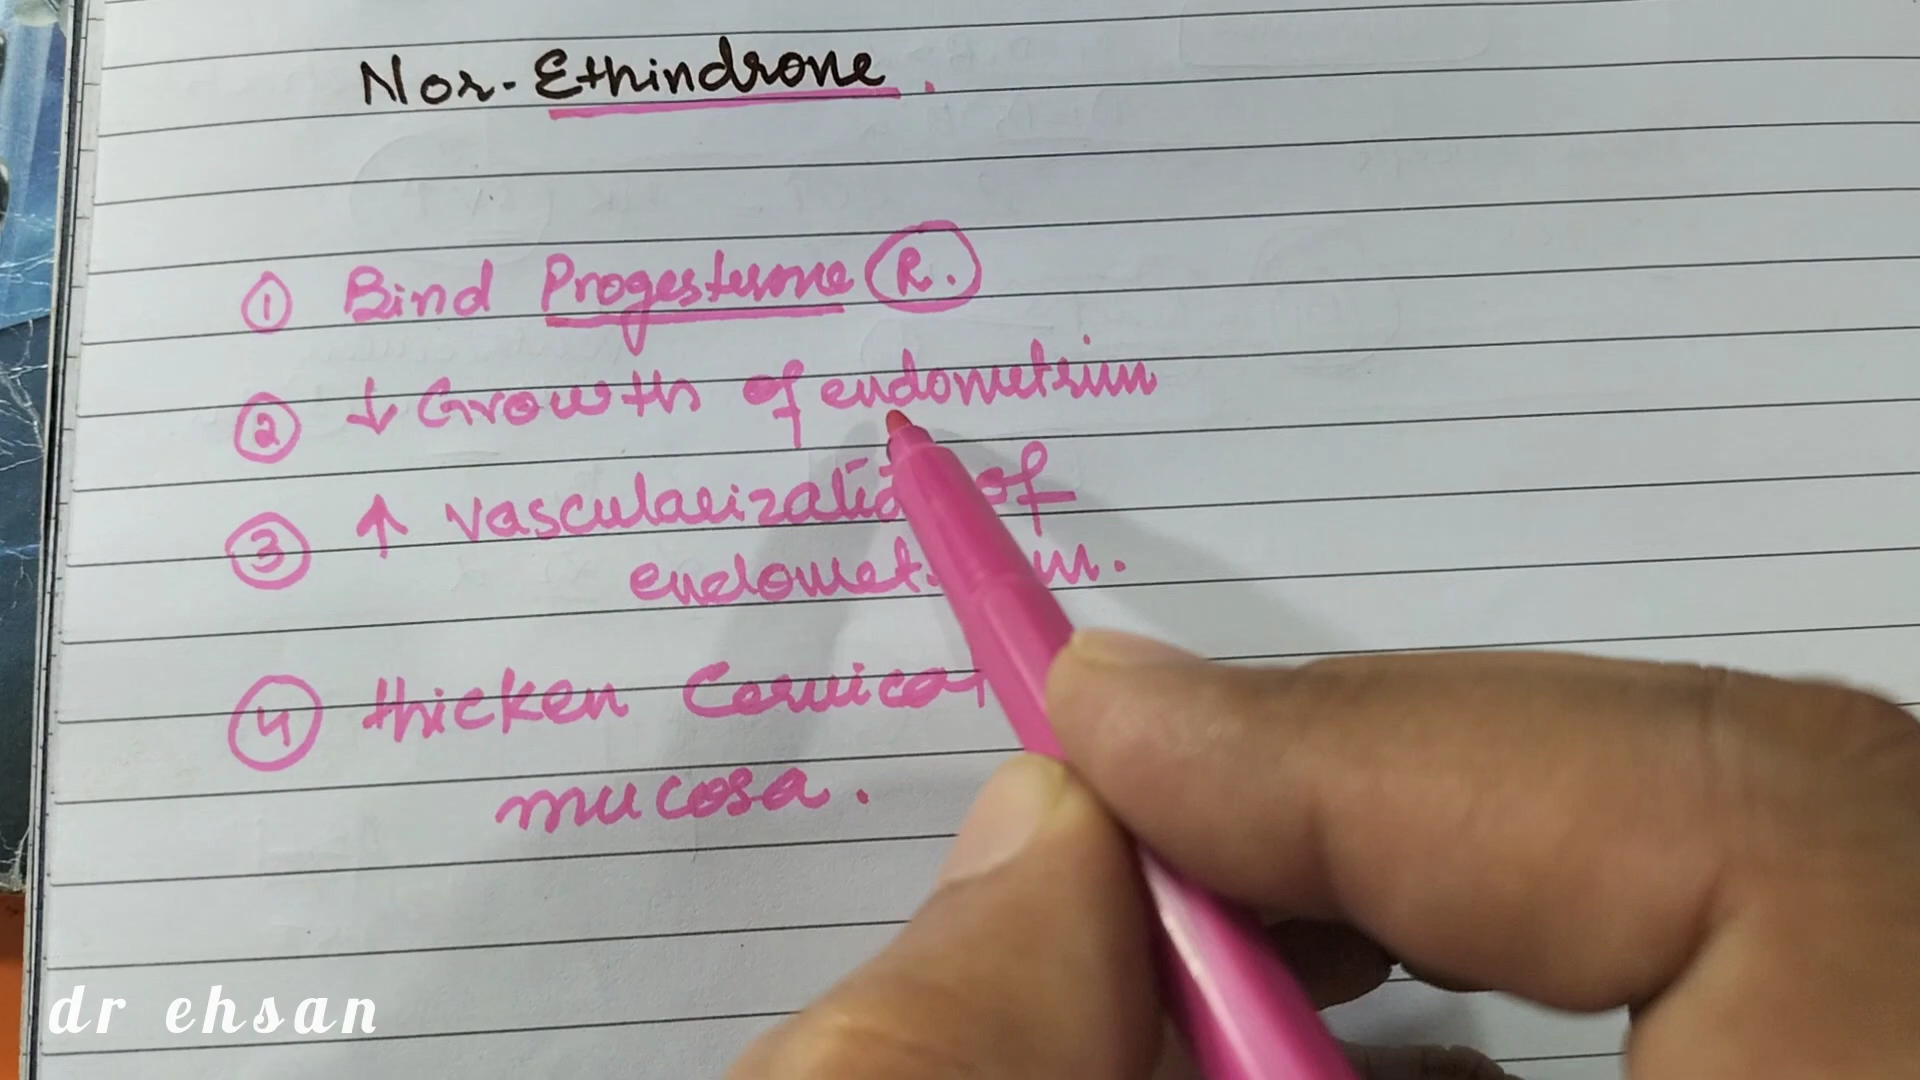 Nor-Ethindrone.
① Bind Progesterone Ⓡ.
② ↓ Growth of endometrium
③ ↑ vascularization of
endometrium.
④ thicken Cervical
mucosa.
dr ehsan